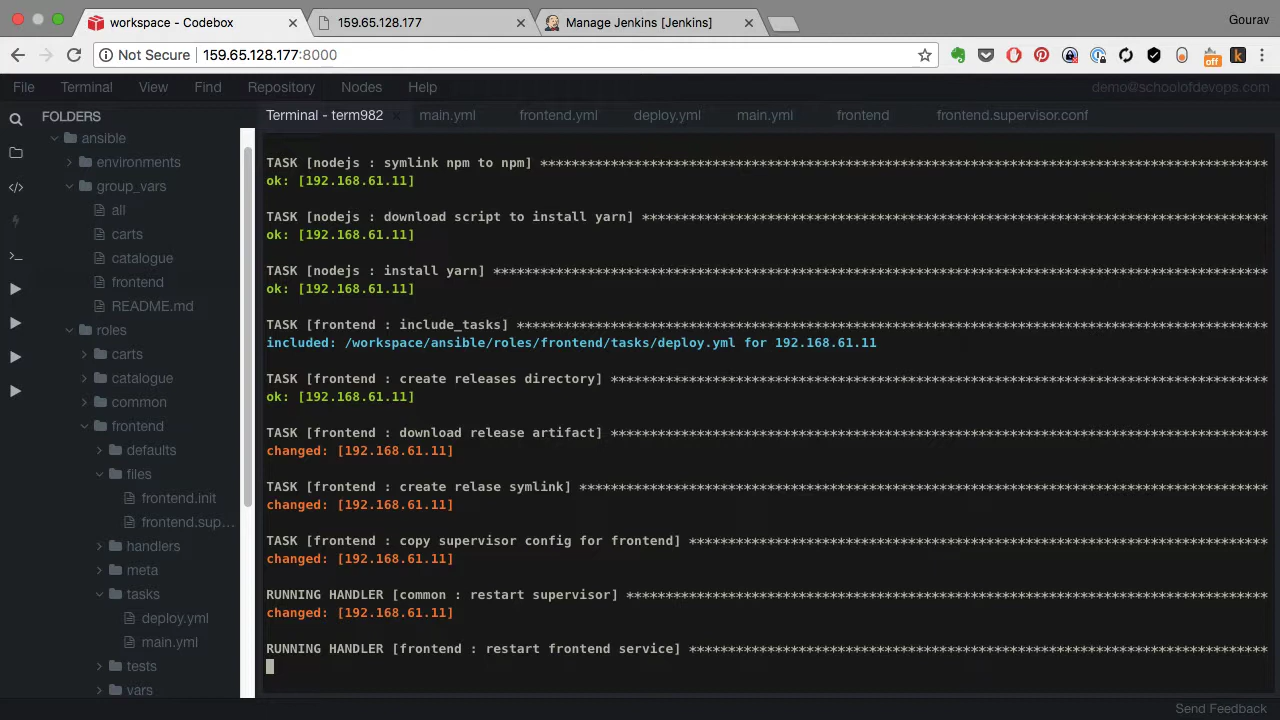 workspace - Codebox
159.65.128.177
Manage Jenkins [Jenkins]
Gourav
Not Secure
159.65.128.177:8000
off
k
File
Terminal
View
Find
Repository
Nodes
Help
demo@schoolofdevops.com
FOLDERS
ansible
environments
group_vars
all
carts
catalogue
frontend
README.md
roles
carts
catalogue
common
frontend
defaults
files
frontend.init
frontend.sup...
handlers
meta
tasks
deploy.yml
main.yml
tests
vars
Terminal - term982
main.yml
frontend.yml
deploy.yml
main.yml
frontend
frontend.supervisor.conf
TASK [nodejs : symlink npm to npm] *********************************************************************************************
ok: [192.168.61.11]
TASK [nodejs : download script to install yarn] ********************************************************************************
ok: [192.168.61.11]
TASK [nodejs : install yarn] ***************************************************************************************************
ok: [192.168.61.11]
TASK [frontend : include_tasks] ************************************************************************************************
included: /workspace/ansible/roles/frontend/tasks/deploy.yml for 192.168.61.11
TASK [frontend : create releases directory] ************************************************************************************
ok: [192.168.61.11]
TASK [frontend : download release artifact] ************************************************************************************
changed: [192.168.61.11]
TASK [frontend : create relase symlink] ****************************************************************************************
changed: [192.168.61.11]
TASK [frontend : copy supervisor config for frontend] **************************************************************************
changed: [192.168.61.11]
RUNNING HANDLER [common : restart supervisor] **********************************************************************************
changed: [192.168.61.11]
RUNNING HANDLER [frontend : restart frontend service] **************************************************************************
Send Feedback